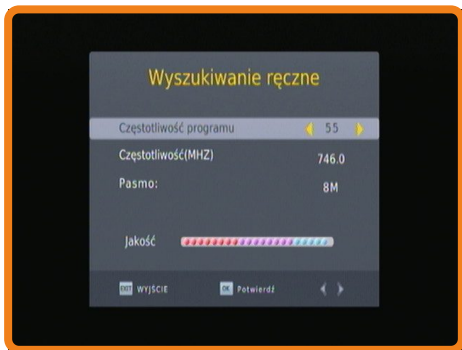 Wyszukiwanie ręczne
Częstotliwość programu 55
Częstotliwość(MHZ) 746.0
Pasmo: 8M
Jakość
EXIT WYJŚCIE OK Potwierdź